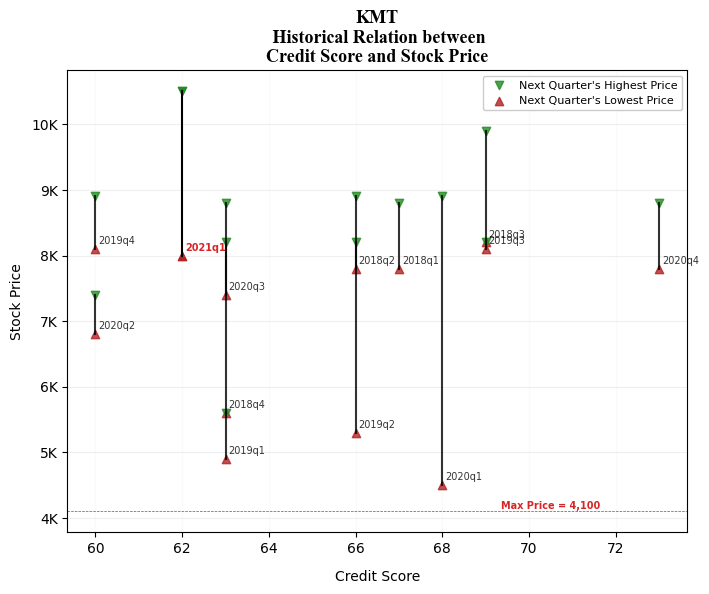 KMT
Historical Relation between
Credit Score and Stock Price
Next Quarter's Highest Price
Next Quarter's Lowest Price
10K
9K
8K
7K
6K
5K
4K
Stock Price
2019q4
2020q2
2021q1
2020q3
2018q4
2019q1
2018q2
2019q2
2018q1
2020q1
2018q3
2019q3
2020q4
Max Price = 4,100
60 62 64 66 68 70 72
Credit Score